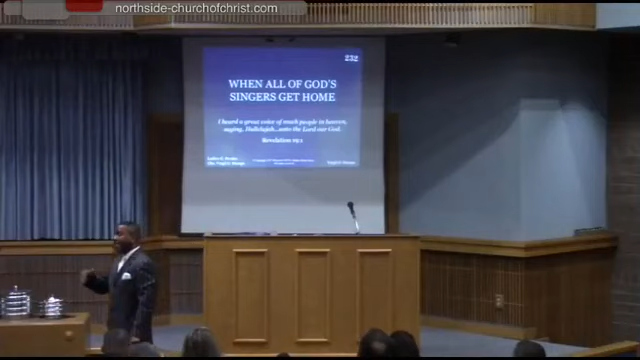 northside-churchofchrist.com
232
WHEN ALL OF GOD'S
SINGERS GET HOME
I heard a great voice of much people in heaven,
saying, Hallelujah...unto the Lord our God.
Revelation 19:1